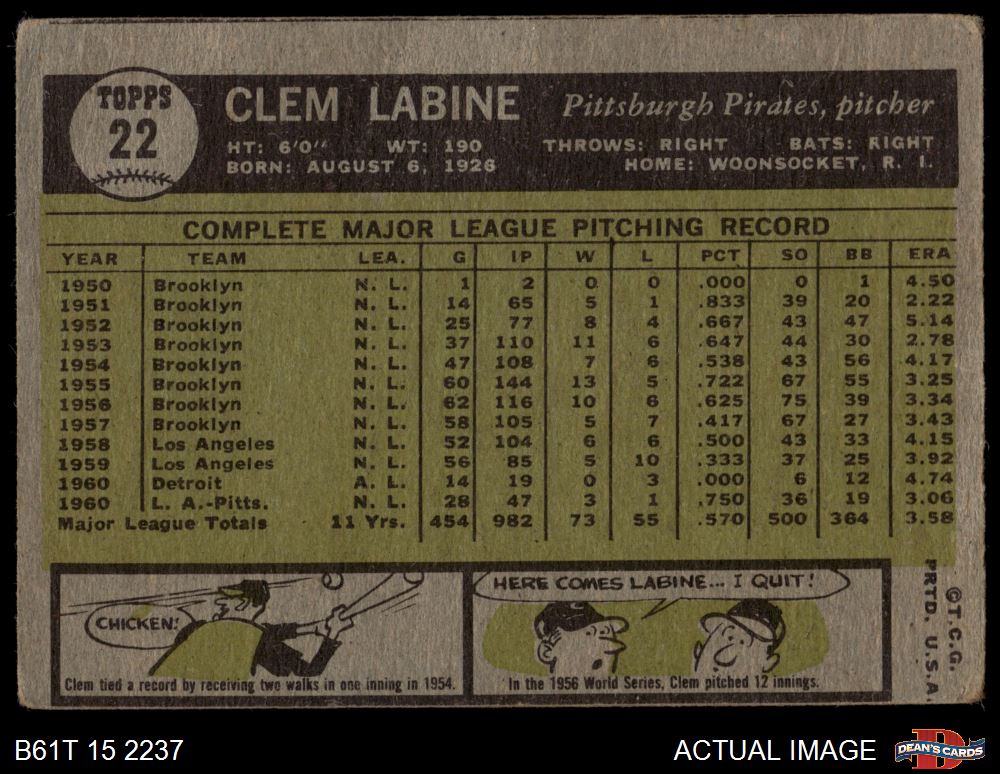 TOPPS
22
CLEM LABINE
Pittsburgh Pirates, pitcher
HT: 6'0" WT: 190 THROWS: RIGHT BATS: RIGHT
BORN: AUGUST 6, 1926 HOME: WOONSOCKET, R. I.
COMPLETE MAJOR LEAGUE PITCHING RECORD
YEAR TEAM LEA. G IP W L PCT SO BB ERA
1950 Brooklyn N. L. 1 2 0 0 .000 0 1 4.50
1951 Brooklyn N. L. 14 65 5 1 .833 39 20 2.22
1952 Brooklyn N. L. 25 77 8 4 .667 43 47 5.14
1953 Brooklyn N. L. 37 110 11 6 .647 44 30 2.78
1954 Brooklyn N. L. 47 108 7 6 .538 43 56 4.17
1955 Brooklyn N. L. 60 144 13 5 .722 67 55 3.25
1956 Brooklyn N. L. 62 116 10 6 .625 75 39 3.34
1957 Brooklyn N. L. 58 105 5 7 .417 67 27 3.43
1958 Los Angeles N. L. 52 104 6 6 .500 43 33 4.15
1959 Los Angeles N. L. 56 85 5 10 .333 37 25 3.92
1960 Detroit A. L. 14 19 0 3 .000 6 12 4.74
1960 L. A.-Pitts. N. L. 28 47 3 1 .750 36 19 3.06
Major League Totals 11 Yrs. 454 982 73 55 .570 500 364 3.58
CHICKEN!
Clem tied a record by receiving two walks in one inning in 1954.
HERE COMES LABINE... I QUIT!
In the 1956 World Series, Clem pitched 12 innings.
©T.C.G.
PRTD. U.S.A.
B61T 15 2237
ACTUAL IMAGE
DEAN'S CARDS